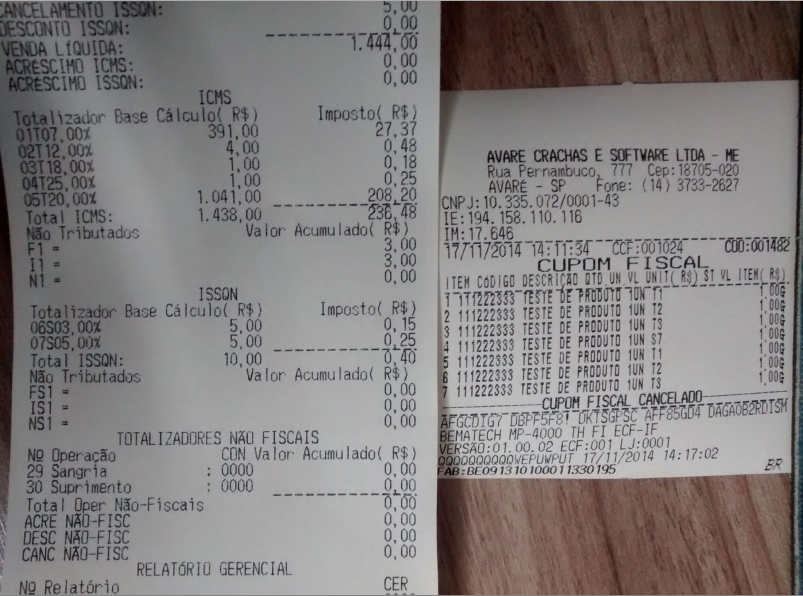 CANCELAMENTO ISSQN: 5,00
DESCONTO ISSQN: 0,00
VENDA LÍQUIDA: 1.444,00
ACRÉSCIMO ICMS: 0,00
ACRÉSCIMO ISSQN: 0,00
ICMS
Totalizador Base Cálculo( R$) Imposto( R$)
01T07,00% 391,00 27,37
02T12,00% 4,00 0,48
03T18,00% 1,00 0,18
04T25,00% 1,00 0,25
05T20,00% 1.041,00 208,20
Total ICMS: 1.438,00 236,48
Não Tributados Valor Acumulado( R$)
F1 = 3,00
I1 = 3,00
N1 = 0,00
ISSQN
Totalizador Base Cálculo( R$) Imposto( R$)
06S03,00% 5,00 0,15
07S05,00% 5,00 0,25
Total ISSQN: 10,00 0,40
Não Tributados Valor Acumulado( R$)
FS1 = 0,00
IS1 = 0,00
NS1 = 0,00
TOTALIZADORES NÃO FISCAIS
Nº Operação CON Valor Acumulado( R$)
29 Sangria : 0000 0,00
30 Suprimento : 0000 0,00
Total Oper Não-Fiscais 0,00
ACRE NÃO-FISC 0,00
DESC NÃO-FISC 0,00
CANC NÃO-FISC 0,00
RELATÓRIO GERENCIAL
Nº Relatório CER
AVARE CRACHAS E SOFTWARE LTDA - ME
Rua Pernambuco, 777 Cep:18705-020
AVARÉ - SP Fone: (14) 3733-2627
CNPJ:10.335.072/0001-43
IE:194.158.110.116
IM:17.646
17/11/2014 14:11:34 CCF:001024 COO:001482
CUPOM FISCAL
ITEM CÓDIGO DESCRIÇÃO QTD UN VL UNIT( R$) ST VL ITEM( R$)
1 111222333 TESTE DE PRODUTO 1UN T1 1,00G
2 111222333 TESTE DE PRODUTO 1UN T2 1,00G
3 111222333 TESTE DE PRODUTO 1UN T3 1,00G
4 111222333 TESTE DE PRODUTO 1UN S7 1,00G
5 111222333 TESTE DE PRODUTO 1UN T1 1,00G
6 111222333 TESTE DE PRODUTO 1UN T2 1,00G
7 111222333 TESTE DE PRODUTO 1UN T3 1,00G
CUPOM FISCAL CANCELADO
BEMATECH MP-4000 TH FI ECF-IF
VERSÃO:01.00.02 ECF:001 LJ:0001
QQQQQQQQQQWEPUWPUT 17/11/2014 14:17:02
FAB:BE091310100011330195 BR